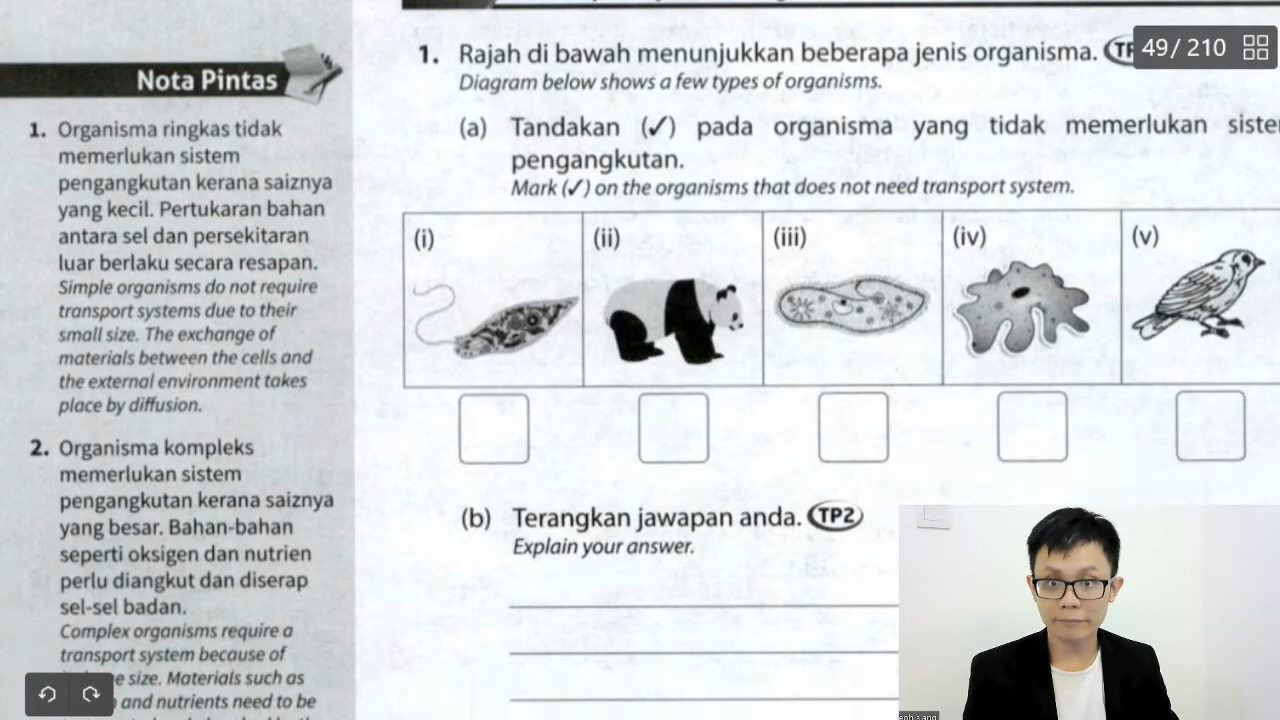 Nota Pintas
1. Organisma ringkas tidak
memerlukan sistem
pengangkutan kerana saiznya
yang kecil. Pertukaran bahan
antara sel dan persekitaran
luar berlaku secara resapan.
Simple organisms do not require
transport systems due to their
small size. The exchange of
materials between the cells and
the external environment takes
place by diffusion.
2. Organisma kompleks
memerlukan sistem
pengangkutan kerana saiznya
yang besar. Bahan-bahan
seperti oksigen dan nutrien
perlu diangkut dan diserap
sel-sel badan.
Complex organisms require a
transport system because of
size. Materials such as
and nutrients need to be
1. Rajah di bawah menunjukkan beberapa jenis organisma.
Diagram below shows a few types of organisms.
49/ 210
(a) Tandakan (✓) pada organisma yang tidak memerlukan
pengangkutan.
Mark (✓) on the organisms that does not need transport system.
(i) (ii) (iii) (iv) (v)
(b) Terangkan jawapan anda. TP2
Explain your answer.